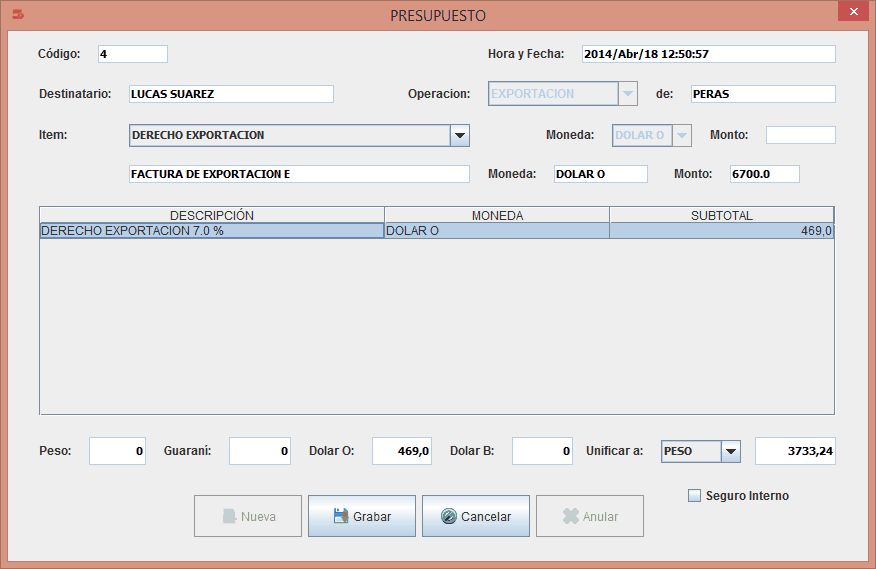 PRESUPUESTO
Código: 4 Hora y Fecha: 2014/Abr/18 12:50:57
Destinatario: LUCAS SUAREZ Operacion: EXPORTACION de: PERAS
Item: DERECHO EXPORTACION Moneda: DOLAR O Monto:
FACTURA DE EXPORTACION E Moneda: DOLAR O Monto: 6700.0
DESCRIPCIÓN MONEDA SUBTOTAL
DERECHO EXPORTACION 7.0 % DOLAR O 469,0
Peso: 0 Guaraní: 0 Dolar O: 469,0 Dolar B: 0 Unificar a: PESO 3733,24
Seguro Interno
Nueva Grabar Cancelar Anular